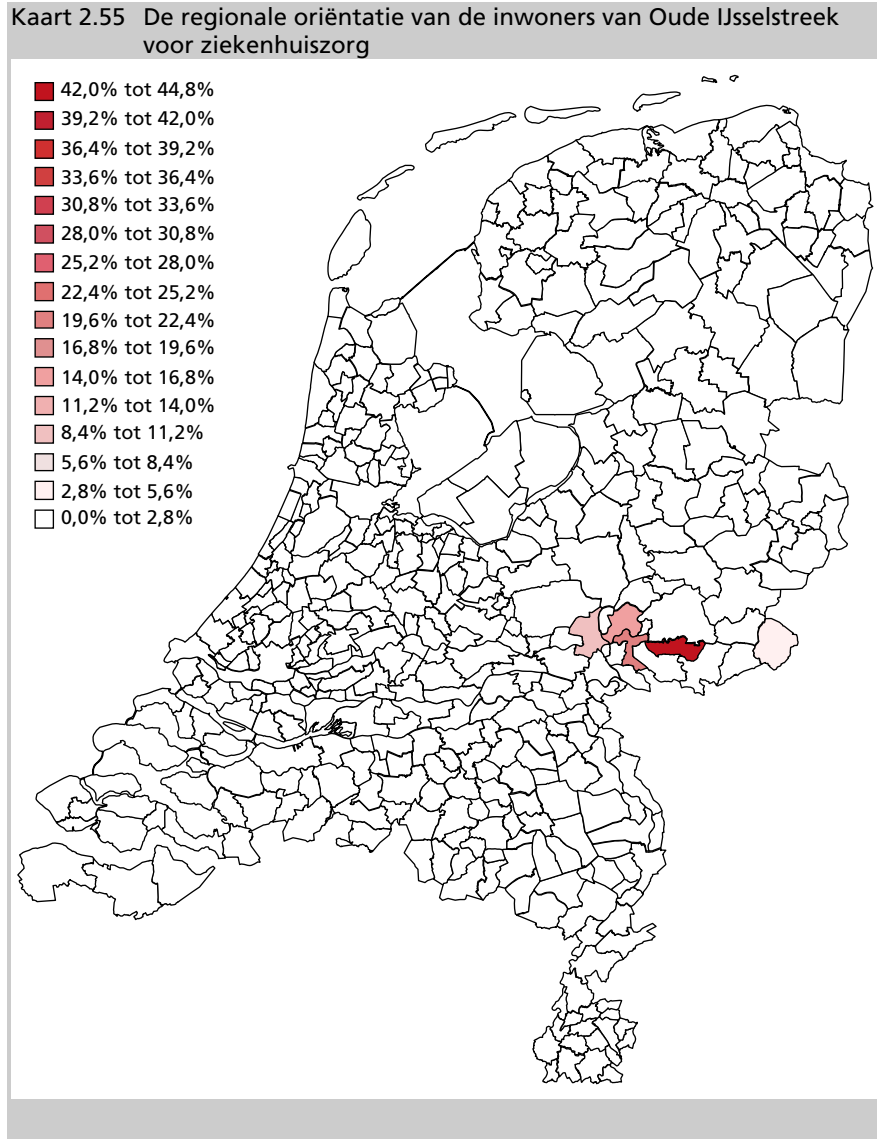 Kaart 2.55 De regionale oriëntatie van de inwoners van Oude IJsselstreek
voor ziekenhuiszorg
42,0% tot 44,8%
39,2% tot 42,0%
36,4% tot 39,2%
33,6% tot 36,4%
30,8% tot 33,6%
28,0% tot 30,8%
25,2% tot 28,0%
22,4% tot 25,2%
19,6% tot 22,4%
16,8% tot 19,6%
14,0% tot 16,8%
11,2% tot 14,0%
8,4% tot 11,2%
5,6% tot 8,4%
2,8% tot 5,6%
0,0% tot 2,8%